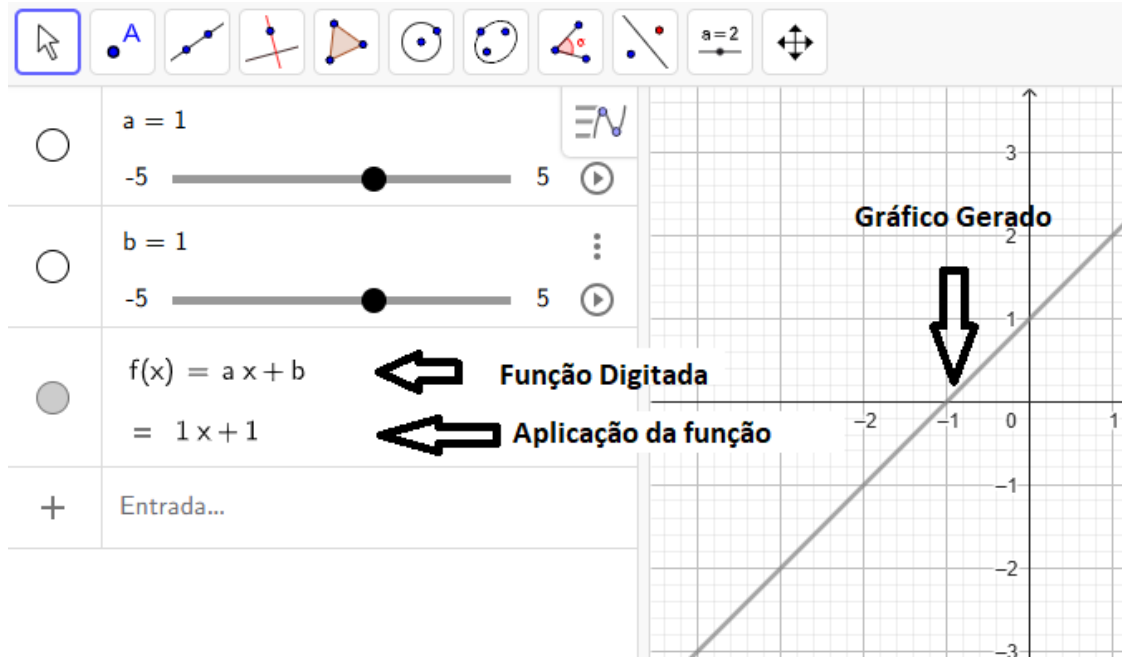 A
α
a=2
a = 1
-5
5
b = 1
-5
5
f(x) = a x + b
= 1 x + 1
+ Entrada...
Função Digitada
Aplicação da função
Gráfico Gerado
3
2
1
–2
–1
0
1
–1
–2
–3